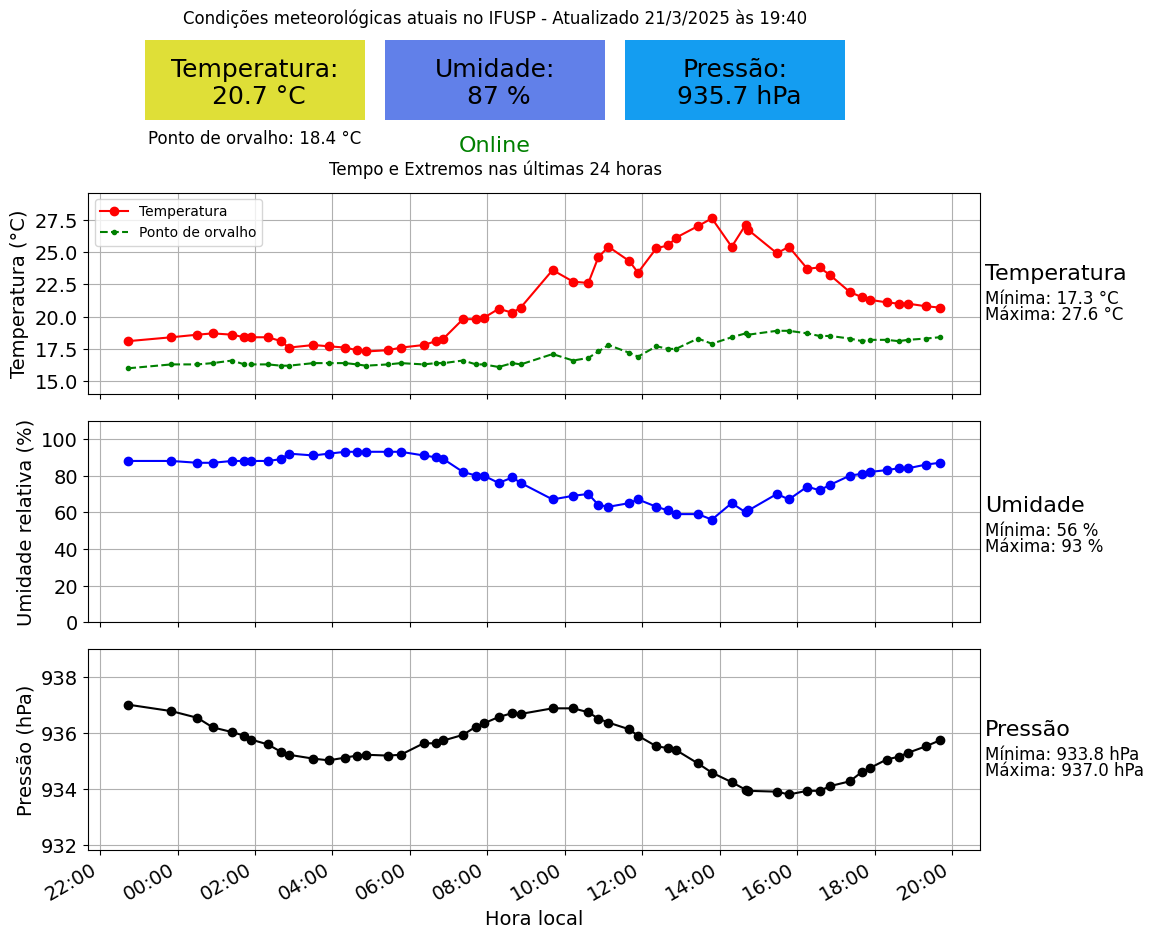 Condições meteorológicas atuais no IFUSP - Atualizado 21/3/2025 às 19:40
Temperatura:
20.7 °C
Umidade:
87 %
Pressão:
935.7 hPa
Ponto de orvalho: 18.4 °C
Online
Tempo e Extremos nas últimas 24 horas
Temperatura (°C)
27.5
25.0
22.5
20.0
17.5
15.0
Temperatura
Ponto de orvalho
Temperatura
Mínima: 17.3 °C
Máxima: 27.6 °C
Umidade relativa (%)
100
80
60
40
20
0
Umidade
Mínima: 56 %
Máxima: 93 %
Pressão (hPa)
938
936
934
932
Pressão
Mínima: 933.8 hPa
Máxima: 937.0 hPa
22:00
00:00
02:00
04:00
06:00
08:00
10:00
12:00
14:00
16:00
18:00
20:00
Hora local